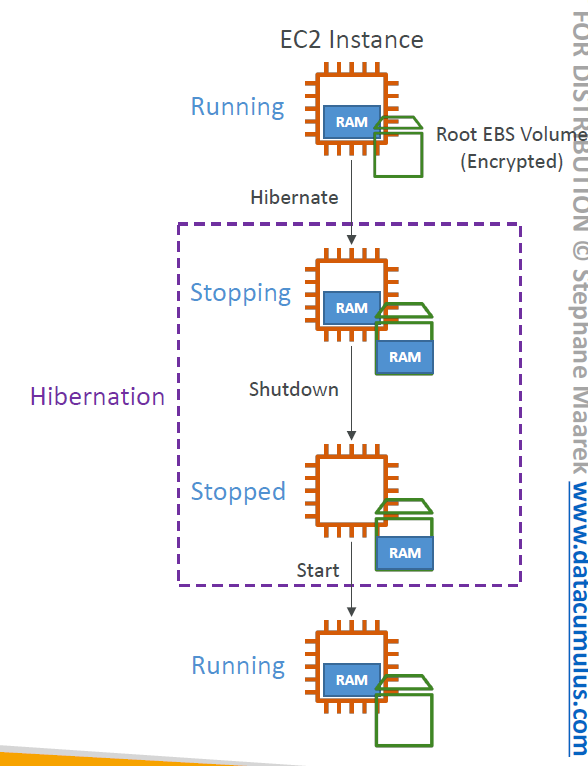 EC2 Instance
Running
RAM
Root EBS Volume
(Encrypted)
Hibernate
Stopping
RAM
RAM
Hibernation
Shutdown
Stopped
RAM
Start
Running
RAM
FOR DISTRIBUTION © Stephane Maarek www.datacumulus.com